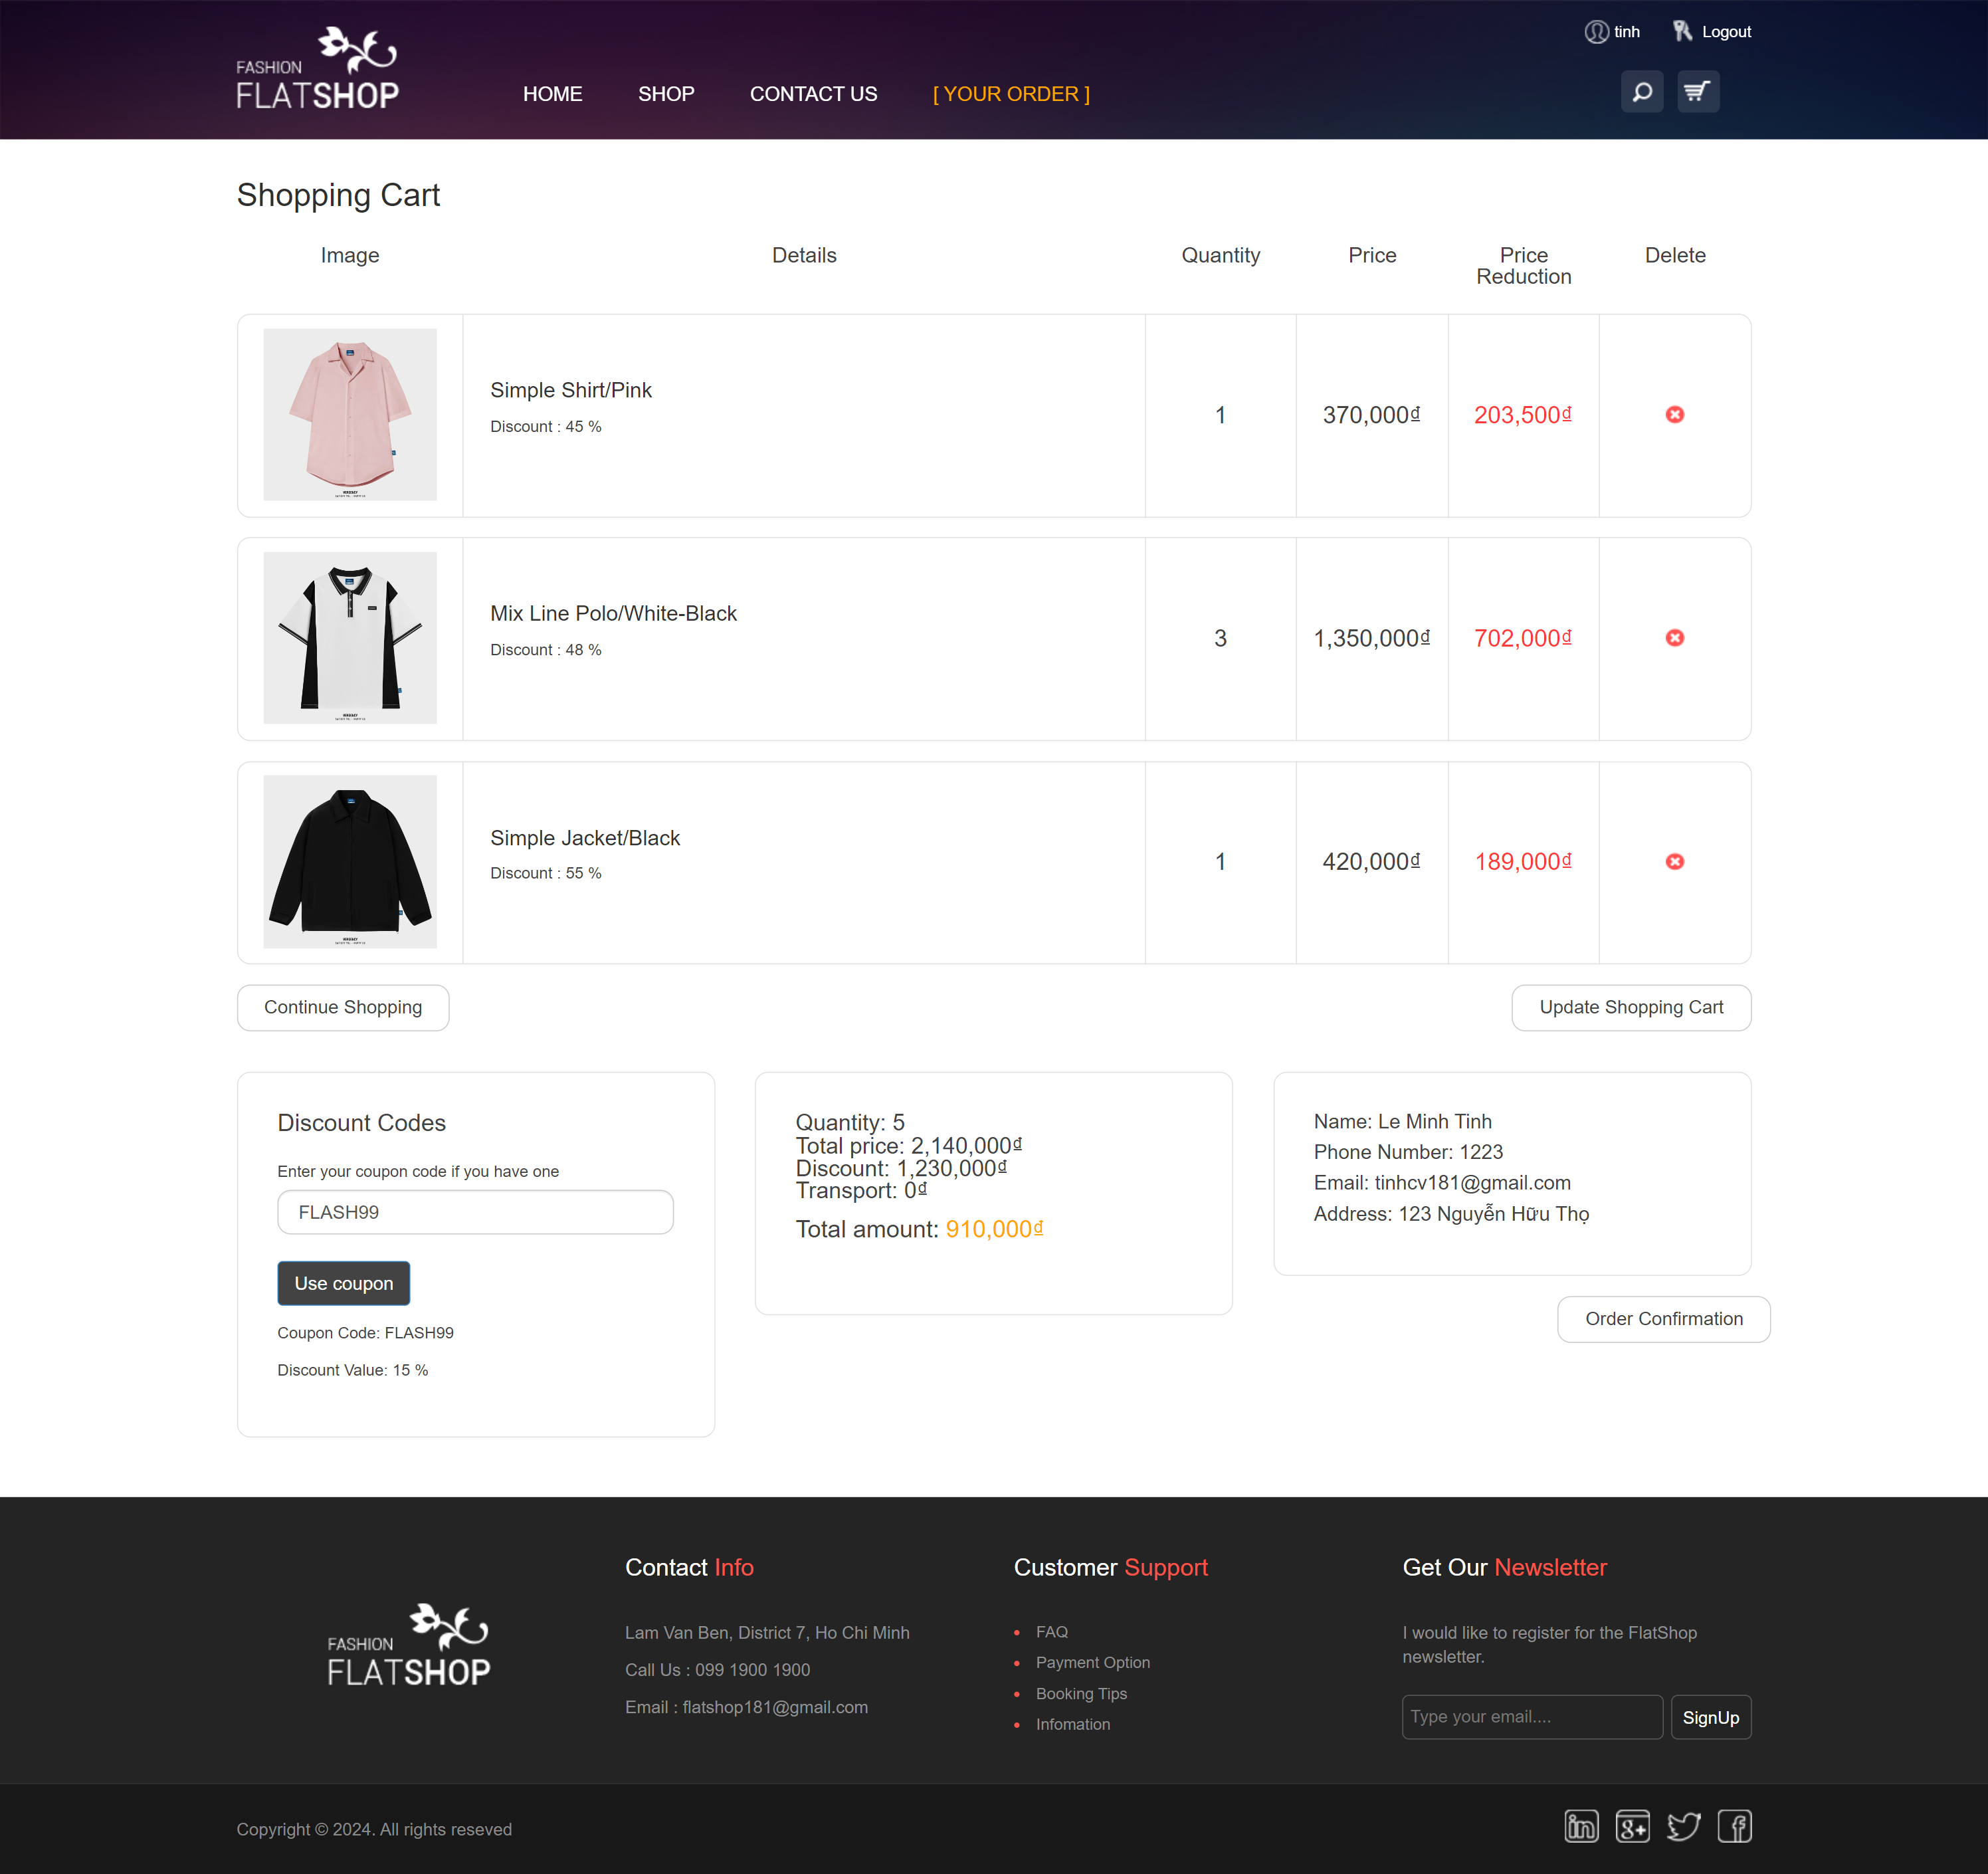 tinh
Logout
FASHION
FLATSHOP
HOME
SHOP
CONTACT US
[ YOUR ORDER ]
Shopping Cart
Image
Details
Quantity
Price
Price
Reduction
Delete
Simple Shirt/Pink
Discount : 45 %
1
370,000₫
203,500₫
Mix Line Polo/White-Black
Discount : 48 %
3
1,350,000₫
702,000₫
Simple Jacket/Black
Discount : 55 %
1
420,000₫
189,000₫
Continue Shopping
Update Shopping Cart
Discount Codes
Enter your coupon code if you have one
FLASH99
Use coupon
Coupon Code: FLASH99
Discount Value: 15 %
Quantity: 5
Total price: 2,140,000₫
Discount: 1,230,000₫
Transport: 0₫
Total amount: 910,000₫
Name: Le Minh Tinh
Phone Number: 1223
Email: tinhcv181@gmail.com
Address: 123 Nguyễn Hữu Thọ
Order Confirmation
FASHION
FLATSHOP
Contact Info
Lam Van Ben, District 7, Ho Chi Minh
Call Us : 099 1900 1900
Email : flatshop181@gmail.com
Customer Support
FAQ
Payment Option
Booking Tips
Infomation
Get Our Newsletter
I would like to register for the FlatShop
newsletter.
Type your email....
SignUp
Copyright © 2024. All rights reseved
in
g+
f